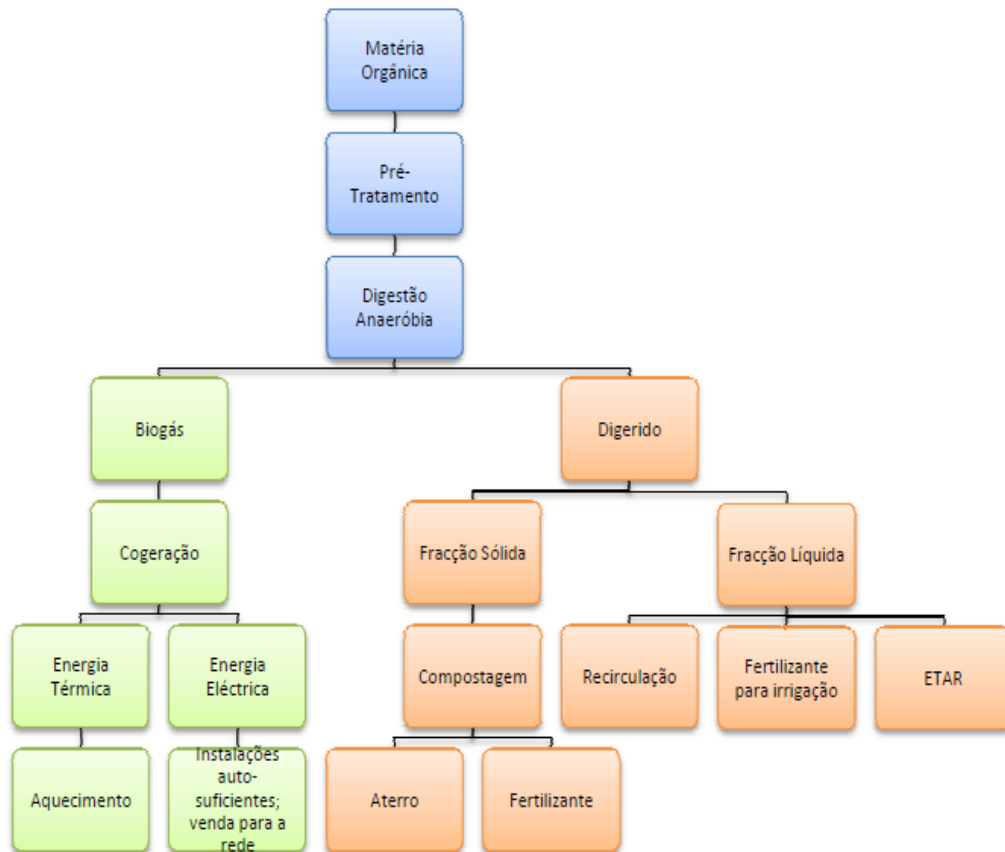 Matéria
Orgânica
Pré-
Tratamento
Digestão
Anaeróbia
Biogás
Digerido
Cogeração
Fracção Sólida
Fracção Líquida
Energia
Térmica
Energia
Eléctrica
Compostagem
Recirculação
Fertilizante
para irrigação
ETAR
Aquecimento
Instalações
auto-
suficientes;
venda para a
rede
Aterro
Fertilizante